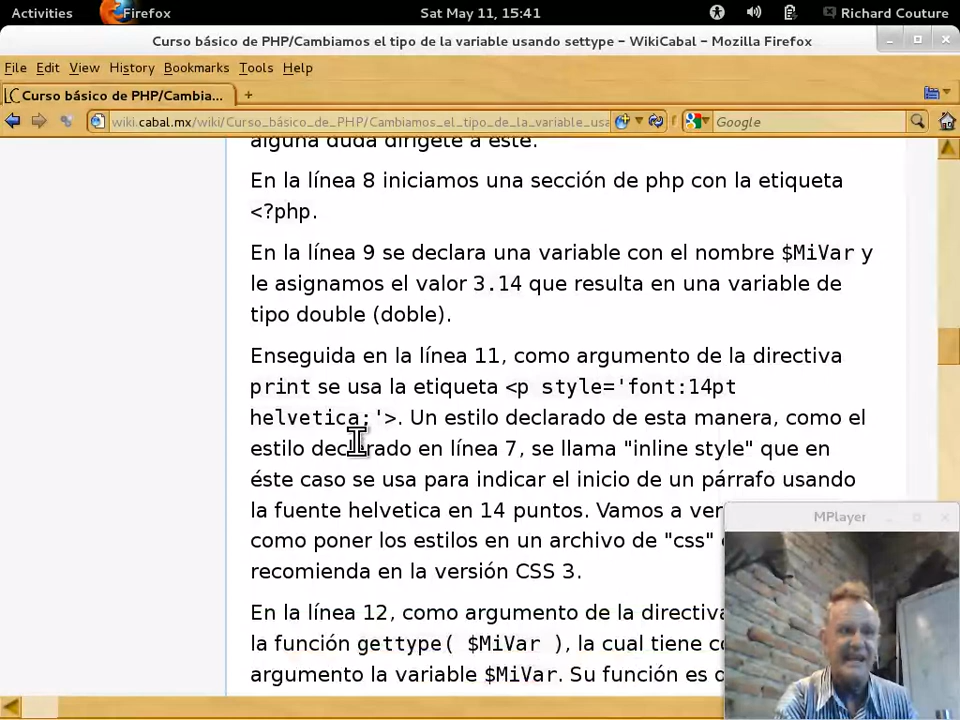 Activities Firefox Sat May 11, 15:41 Richard Couture
Curso básico de PHP/Cambiamos el tipo de la variable usando settype – WikiCabal – Mozilla Firefox
File Edit View History Bookmarks Tools Help
Curso básico de PHP/Cambia...
wiki.cabal.mx/wiki/Curso_básico_de_PHP/Cambiamos_el_tipo_de_la_variable_usa Google
alguna duda dirígete a éste.
En la línea 8 iniciamos una sección de php con la etiqueta
<?php.
En la línea 9 se declara una variable con el nombre $MiVar y
le asignamos el valor 3.14 que resulta en una variable de
tipo double (doble).
Enseguida en la línea 11, como argumento de la directiva
print se usa la etiqueta <p style='font:14pt
helvetica;'>. Un estilo declarado de esta manera, como el
estilo declarado en línea 7, se llama "inline style" que en
éste caso se usa para indicar el inicio de un párrafo usando
la fuente helvetica en 14 puntos. Vamos a ver
como poner los estilos en un archivo de "css"
recomienda en la versión CSS 3.
En la línea 12, como argumento de la directiva
la función gettype( $MiVar ), la cual tiene
argumento la variable $MiVar. Su función es
MPlayer